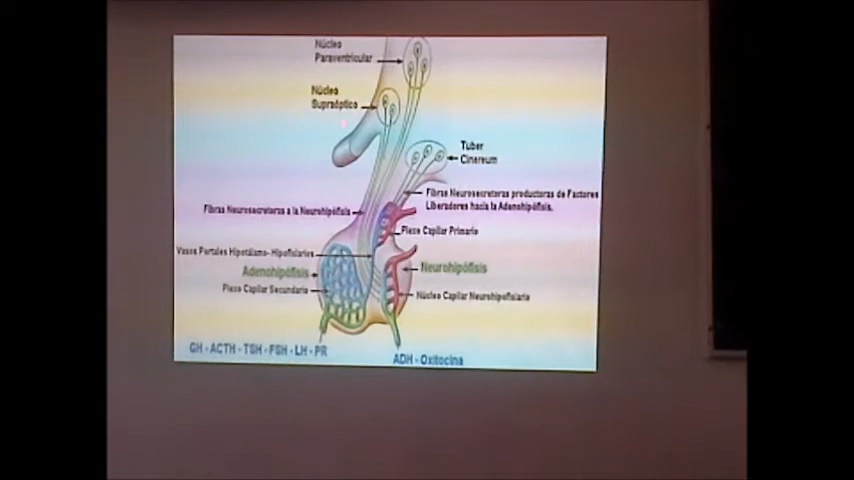 Núcleo
Paraventricular
Núcleo
Supraóptico
Tuber
Cinereum
Fibras Neurosecretoras productoras de Factores
Liberadores hacia la Adenohipófisis.
Fibras Neurosecretoras a la Neurohipófisis
Plexo Capilar Primario
Vasos Portales Hipotálamo- Hipofisiarios
Adenohipófisis
Neurohipófisis
Plexo Capilar Secundario
Núcleo Capilar Neurohipofisiario
GH - ACTH - TSH - FSH - LH - PR
ADH - Oxitocina